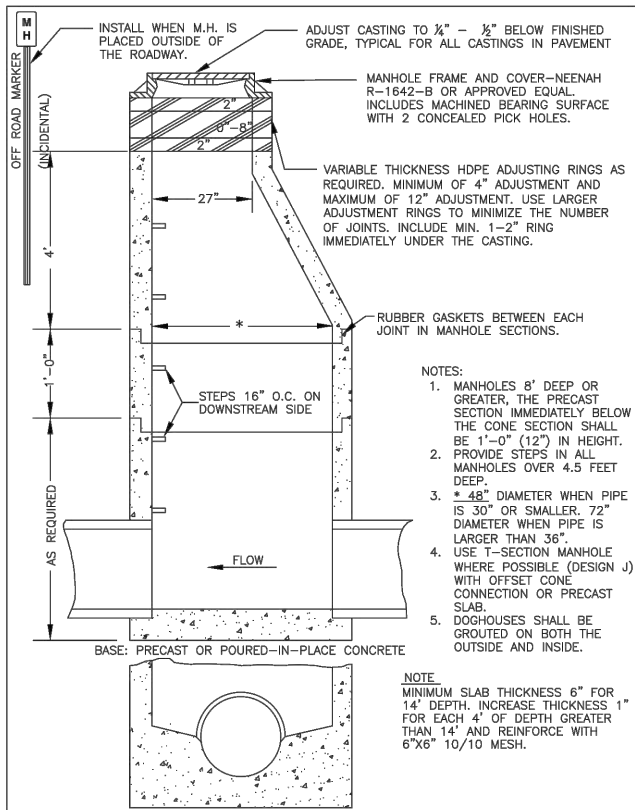 M
H
INSTALL WHEN M.H. IS
PLACED OUTSIDE OF
THE ROADWAY.
OFF ROAD MARKER
(INCIDENTAL)
ADJUST CASTING TO ¼" – ½" BELOW FINISHED
GRADE, TYPICAL FOR ALL CASTINGS IN PAVEMENT
MANHOLE FRAME AND COVER–NEENAH
R–1642–B OR APPROVED EQUAL.
INCLUDES MACHINED BEARING SURFACE
WITH 2 CONCEALED PICK HOLES.
2"
0"–8"
2"
VARIABLE THICKNESS HDPE ADJUSTING RINGS AS
REQUIRED. MINIMUM OF 4" ADJUSTMENT AND
MAXIMUM OF 12" ADJUSTMENT. USE LARGER
ADJUSTMENT RINGS TO MINIMIZE THE NUMBER
OF JOINTS. INCLUDE MIN. 1–2" RING
IMMEDIATELY UNDER THE CASTING.
27"
4'
*
RUBBER GASKETS BETWEEN EACH
JOINT IN MANHOLE SECTIONS.
1'–0"
STEPS 16" O.C. ON
DOWNSTREAM SIDE
AS REQUIRED
FLOW
BASE: PRECAST OR POURED–IN–PLACE CONCRETE
NOTES:
1. MANHOLES 8' DEEP OR
GREATER, THE PRECAST
SECTION IMMEDIATELY BELOW
THE CONE SECTION SHALL
BE 1'–0" (12") IN HEIGHT.
2. PROVIDE STEPS IN ALL
MANHOLES OVER 4.5 FEET
DEEP.
3. * 48" DIAMETER WHEN PIPE
IS 30" OR SMALLER. 72"
DIAMETER WHEN PIPE IS
LARGER THAN 36".
4. USE T–SECTION MANHOLE
WHERE POSSIBLE (DESIGN J)
WITH OFFSET CONE
CONNECTION OR PRECAST
SLAB.
5. DOGHOUSES SHALL BE
GROUTED ON BOTH THE
OUTSIDE AND INSIDE.
NOTE
MINIMUM SLAB THICKNESS 6" FOR
14' DEPTH. INCREASE THICKNESS 1"
FOR EACH 4' OF DEPTH GREATER
THAN 14' AND REINFORCE WITH
6"X6" 10/10 MESH.